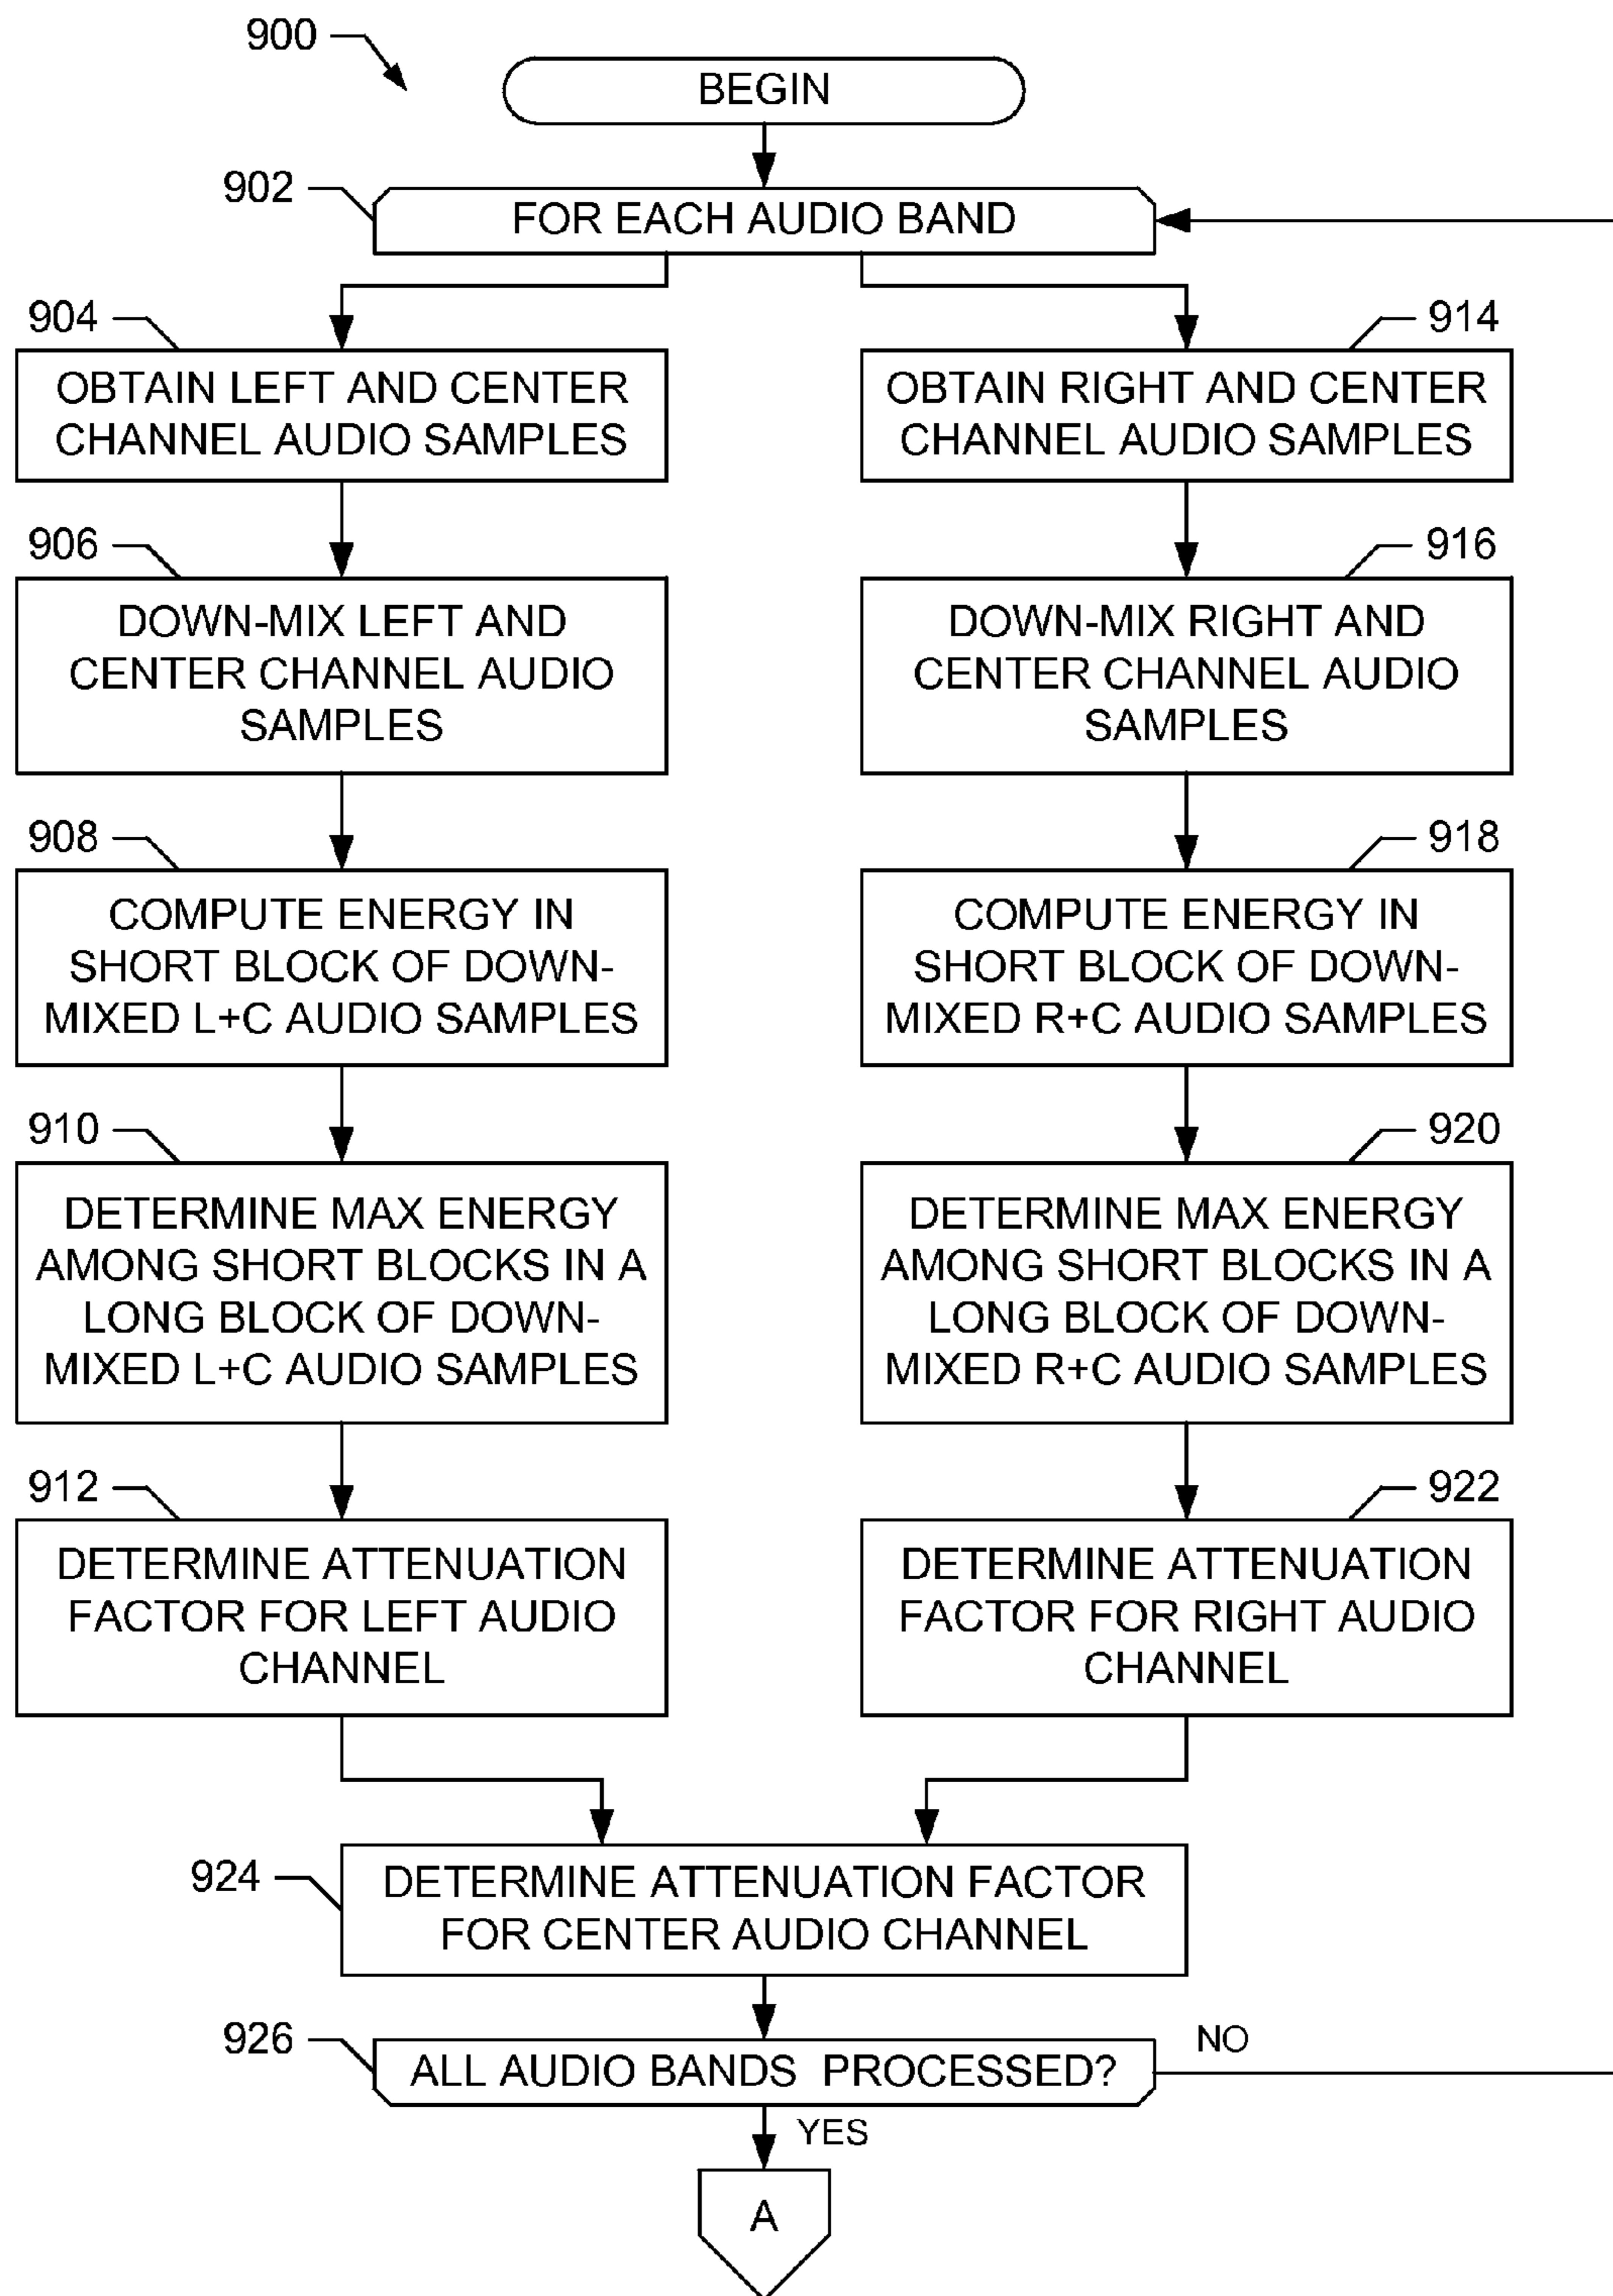 900
BEGIN
902
FOR EACH AUDIO BAND
904
OBTAIN LEFT AND CENTER
CHANNEL AUDIO SAMPLES
914
OBTAIN RIGHT AND CENTER
CHANNEL AUDIO SAMPLES
906
DOWN-MIX LEFT AND
CENTER CHANNEL AUDIO
SAMPLES
916
DOWN-MIX RIGHT AND
CENTER CHANNEL AUDIO
SAMPLES
908
COMPUTE ENERGY IN
SHORT BLOCK OF DOWN-
MIXED L+C AUDIO SAMPLES
918
COMPUTE ENERGY IN
SHORT BLOCK OF DOWN-
MIXED R+C AUDIO SAMPLES
910
DETERMINE MAX ENERGY
AMONG SHORT BLOCKS IN A
LONG BLOCK OF DOWN-
MIXED L+C AUDIO SAMPLES
920
DETERMINE MAX ENERGY
AMONG SHORT BLOCKS IN A
LONG BLOCK OF DOWN-
MIXED R+C AUDIO SAMPLES
912
DETERMINE ATTENUATION
FACTOR FOR LEFT AUDIO
CHANNEL
922
DETERMINE ATTENUATION
FACTOR FOR RIGHT AUDIO
CHANNEL
924
DETERMINE ATTENUATION FACTOR
FOR CENTER AUDIO CHANNEL
926
ALL AUDIO BANDS PROCESSED?
NO
YES
A